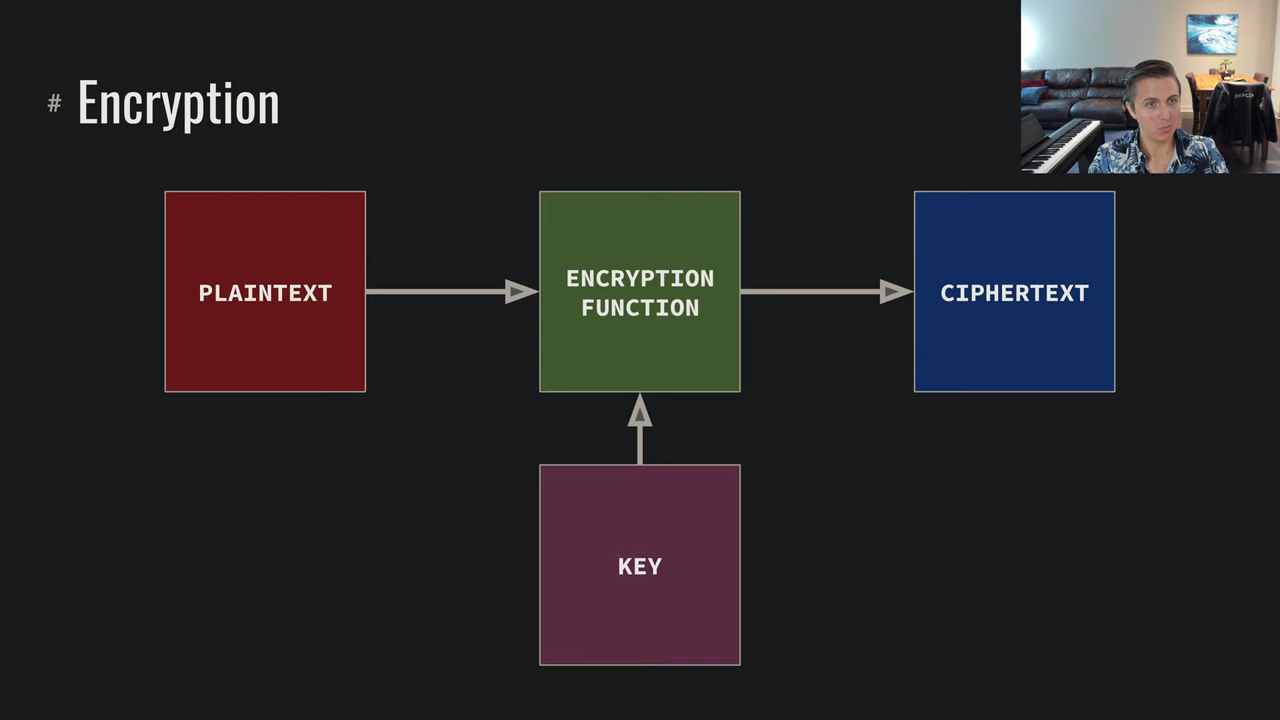 # Encryption
PLAINTEXT
ENCRYPTION
FUNCTION
CIPHERTEXT
KEY